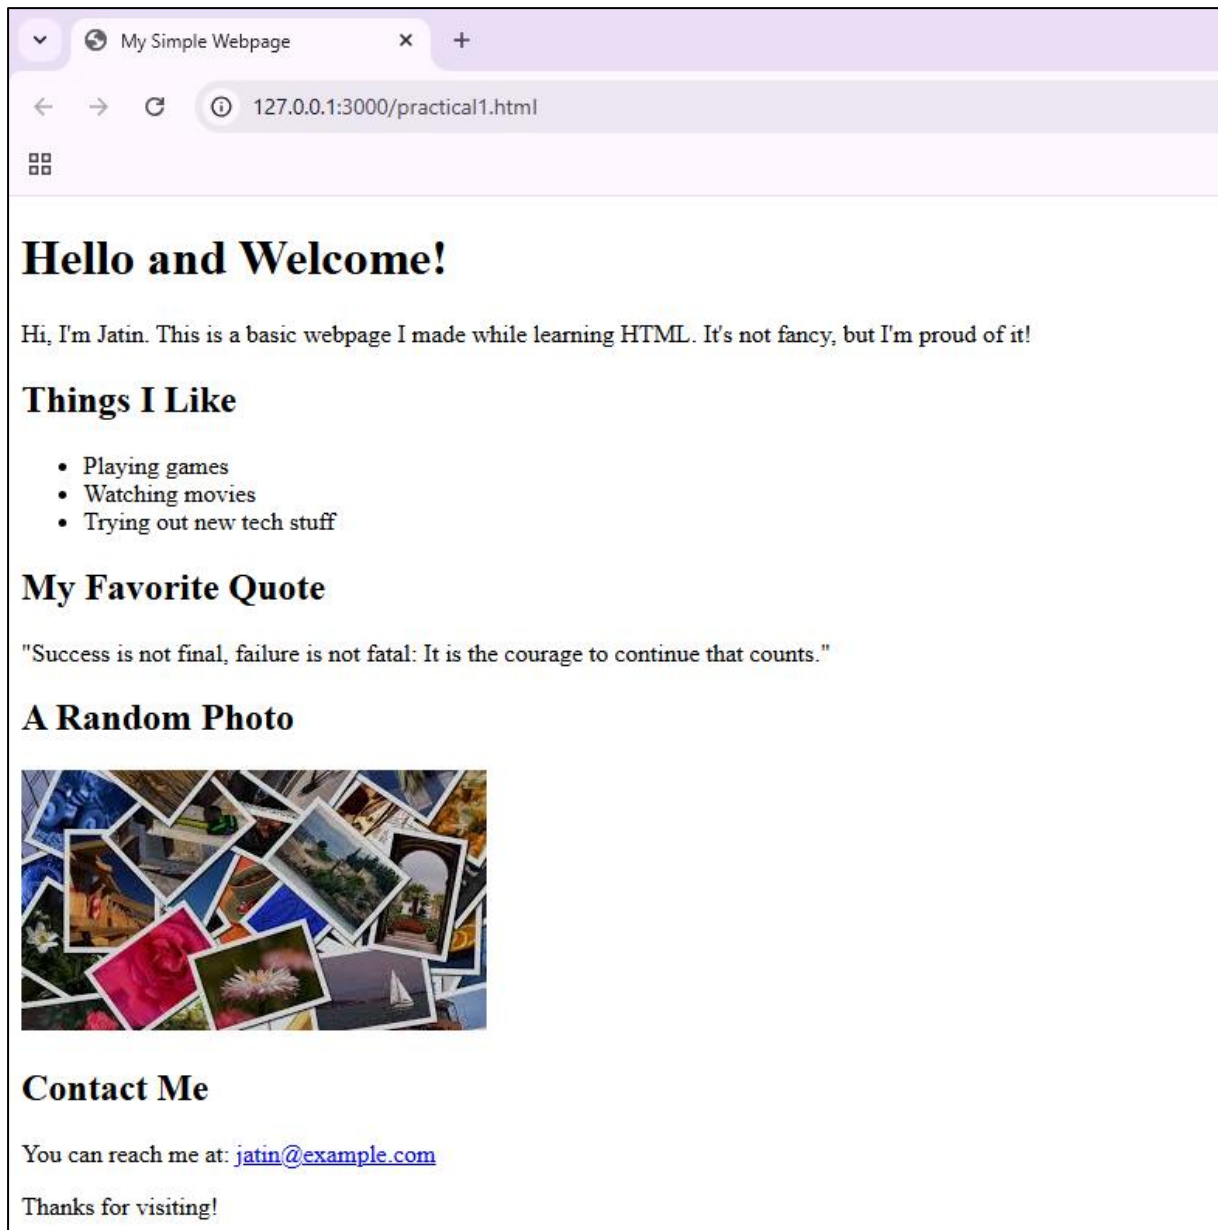 My Simple Webpage
127.0.0.1:3000/practical1.html
Hello and Welcome!
Hi, I'm Jatin. This is a basic webpage I made while learning HTML. It's not fancy, but I'm proud of it!
Things I Like
• Playing games
• Watching movies
• Trying out new tech stuff
My Favorite Quote
"Success is not final, failure is not fatal: It is the courage to continue that counts."
A Random Photo
Contact Me
You can reach me at: jatin@example.com
Thanks for visiting!